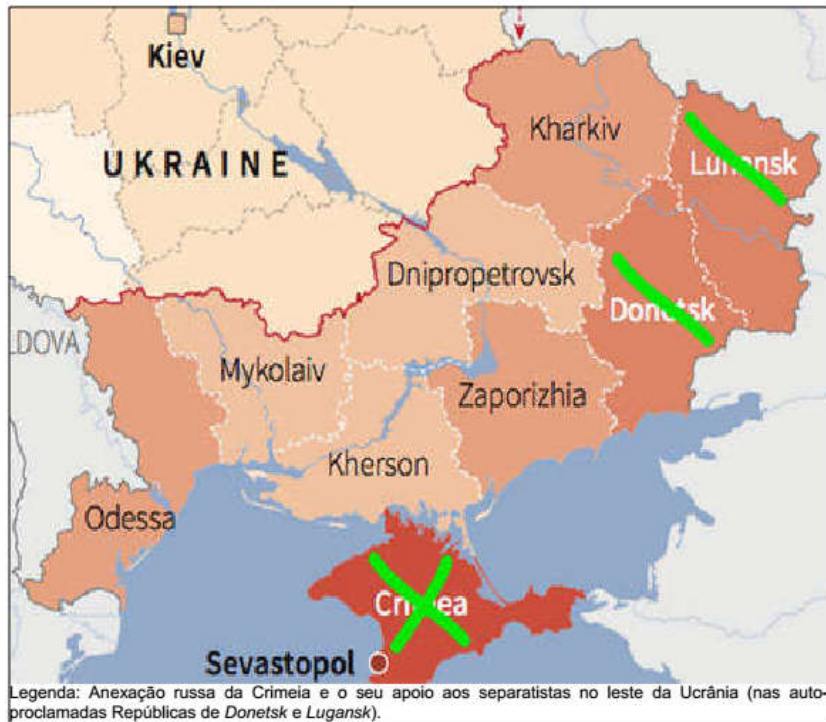 Kiev
UKRAINE
Kharkiv
Luhansk
Dnipropetrovsk
Donetsk
LDOVA
Mykolaiv
Zaporizhia
Kherson
Odessa
Crimea
Sevastopol
Legenda: Anexação russa da Crimeia e o seu apoio aos separatistas no leste da Ucrânia (nas auto-
proclamadas Repúblicas de Donetsk e Lugansk).